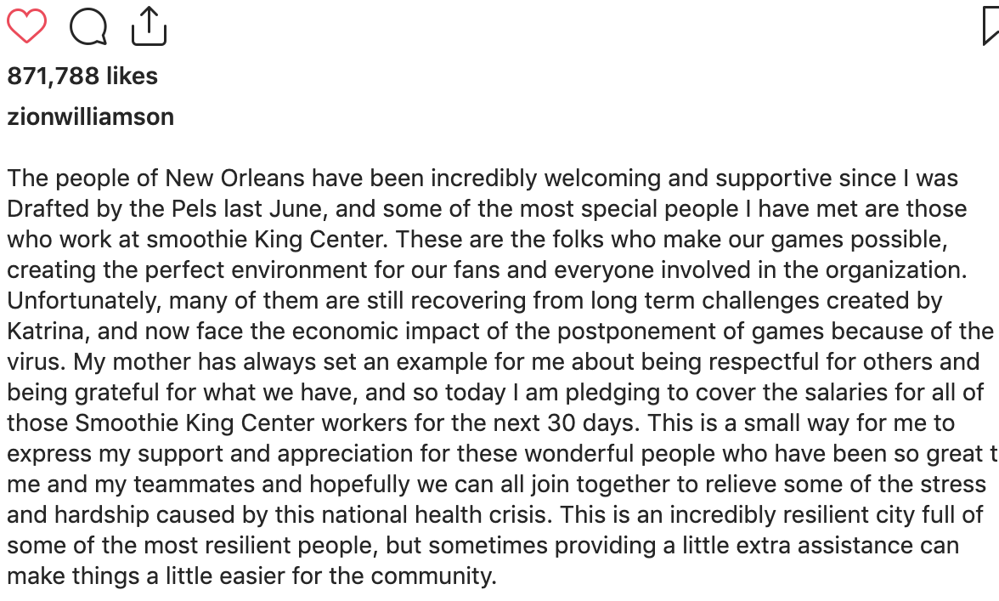 871,788 likes
zionwilliamson
The people of New Orleans have been incredibly welcoming and supportive since I was
Drafted by the Pels last June, and some of the most special people I have met are those
who work at smoothie King Center. These are the folks who make our games possible,
creating the perfect environment for our fans and everyone involved in the organization.
Unfortunately, many of them are still recovering from long term challenges created by
Katrina, and now face the economic impact of the postponement of games because of the
virus. My mother has always set an example for me about being respectful for others and
being grateful for what we have, and so today I am pledging to cover the salaries for all of
those Smoothie King Center workers for the next 30 days. This is a small way for me to
express my support and appreciation for these wonderful people who have been so great t
me and my teammates and hopefully we can all join together to relieve some of the stress
and hardship caused by this national health crisis. This is an incredibly resilient city full of
some of the most resilient people, but sometimes providing a little extra assistance can
make things a little easier for the community.